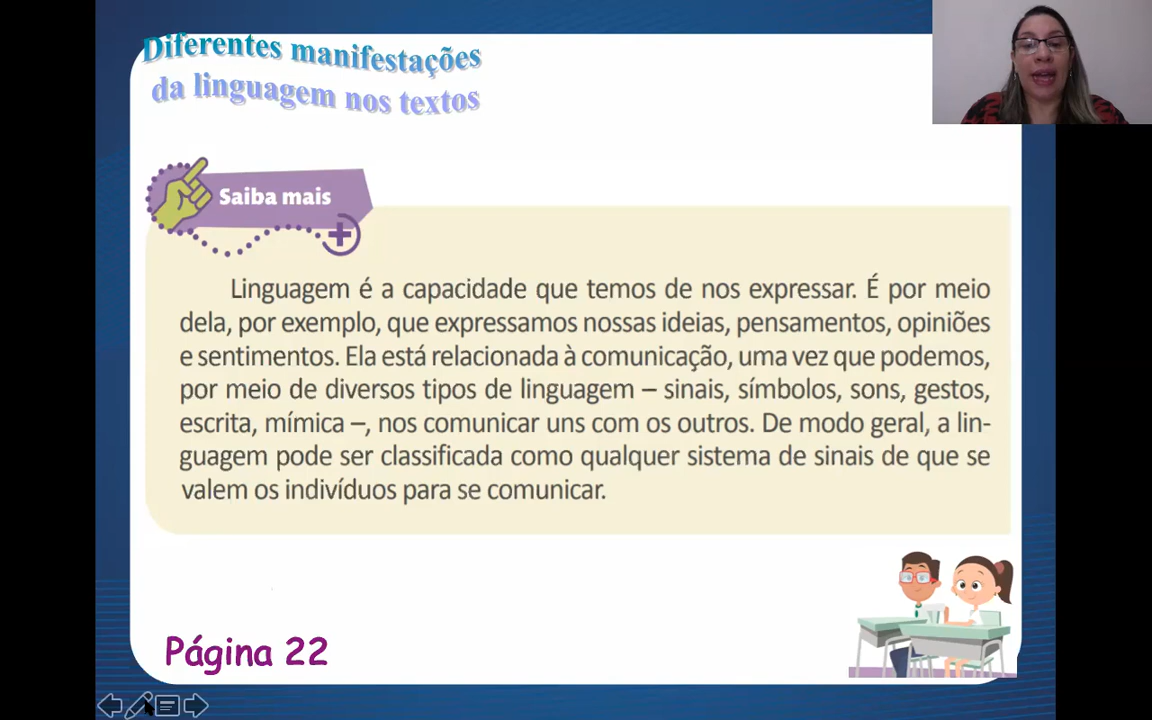 Diferentes manifestações
da linguagem nos textos
Saiba mais
Linguagem é a capacidade que temos de nos expressar. É por meio
dela, por exemplo, que expressamos nossas ideias, pensamentos, opiniões
e sentimentos. Ela está relacionada à comunicação, uma vez que podemos,
por meio de diversos tipos de linguagem – sinais, símbolos, sons, gestos,
escrita, mímica –, nos comunicar uns com os outros. De modo geral, a lin-
guagem pode ser classificada como qualquer sistema de sinais de que se
valem os indivíduos para se comunicar.
Página 22